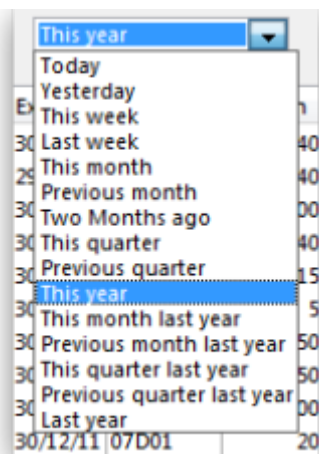 This year
Today
Yesterday
This week
Last week
This month
Previous month
Two Months ago
This quarter
Previous quarter
This year
This month last year
Previous month last year
This quarter last year
Previous quarter last year
Last year
30/12/11 07D01 20